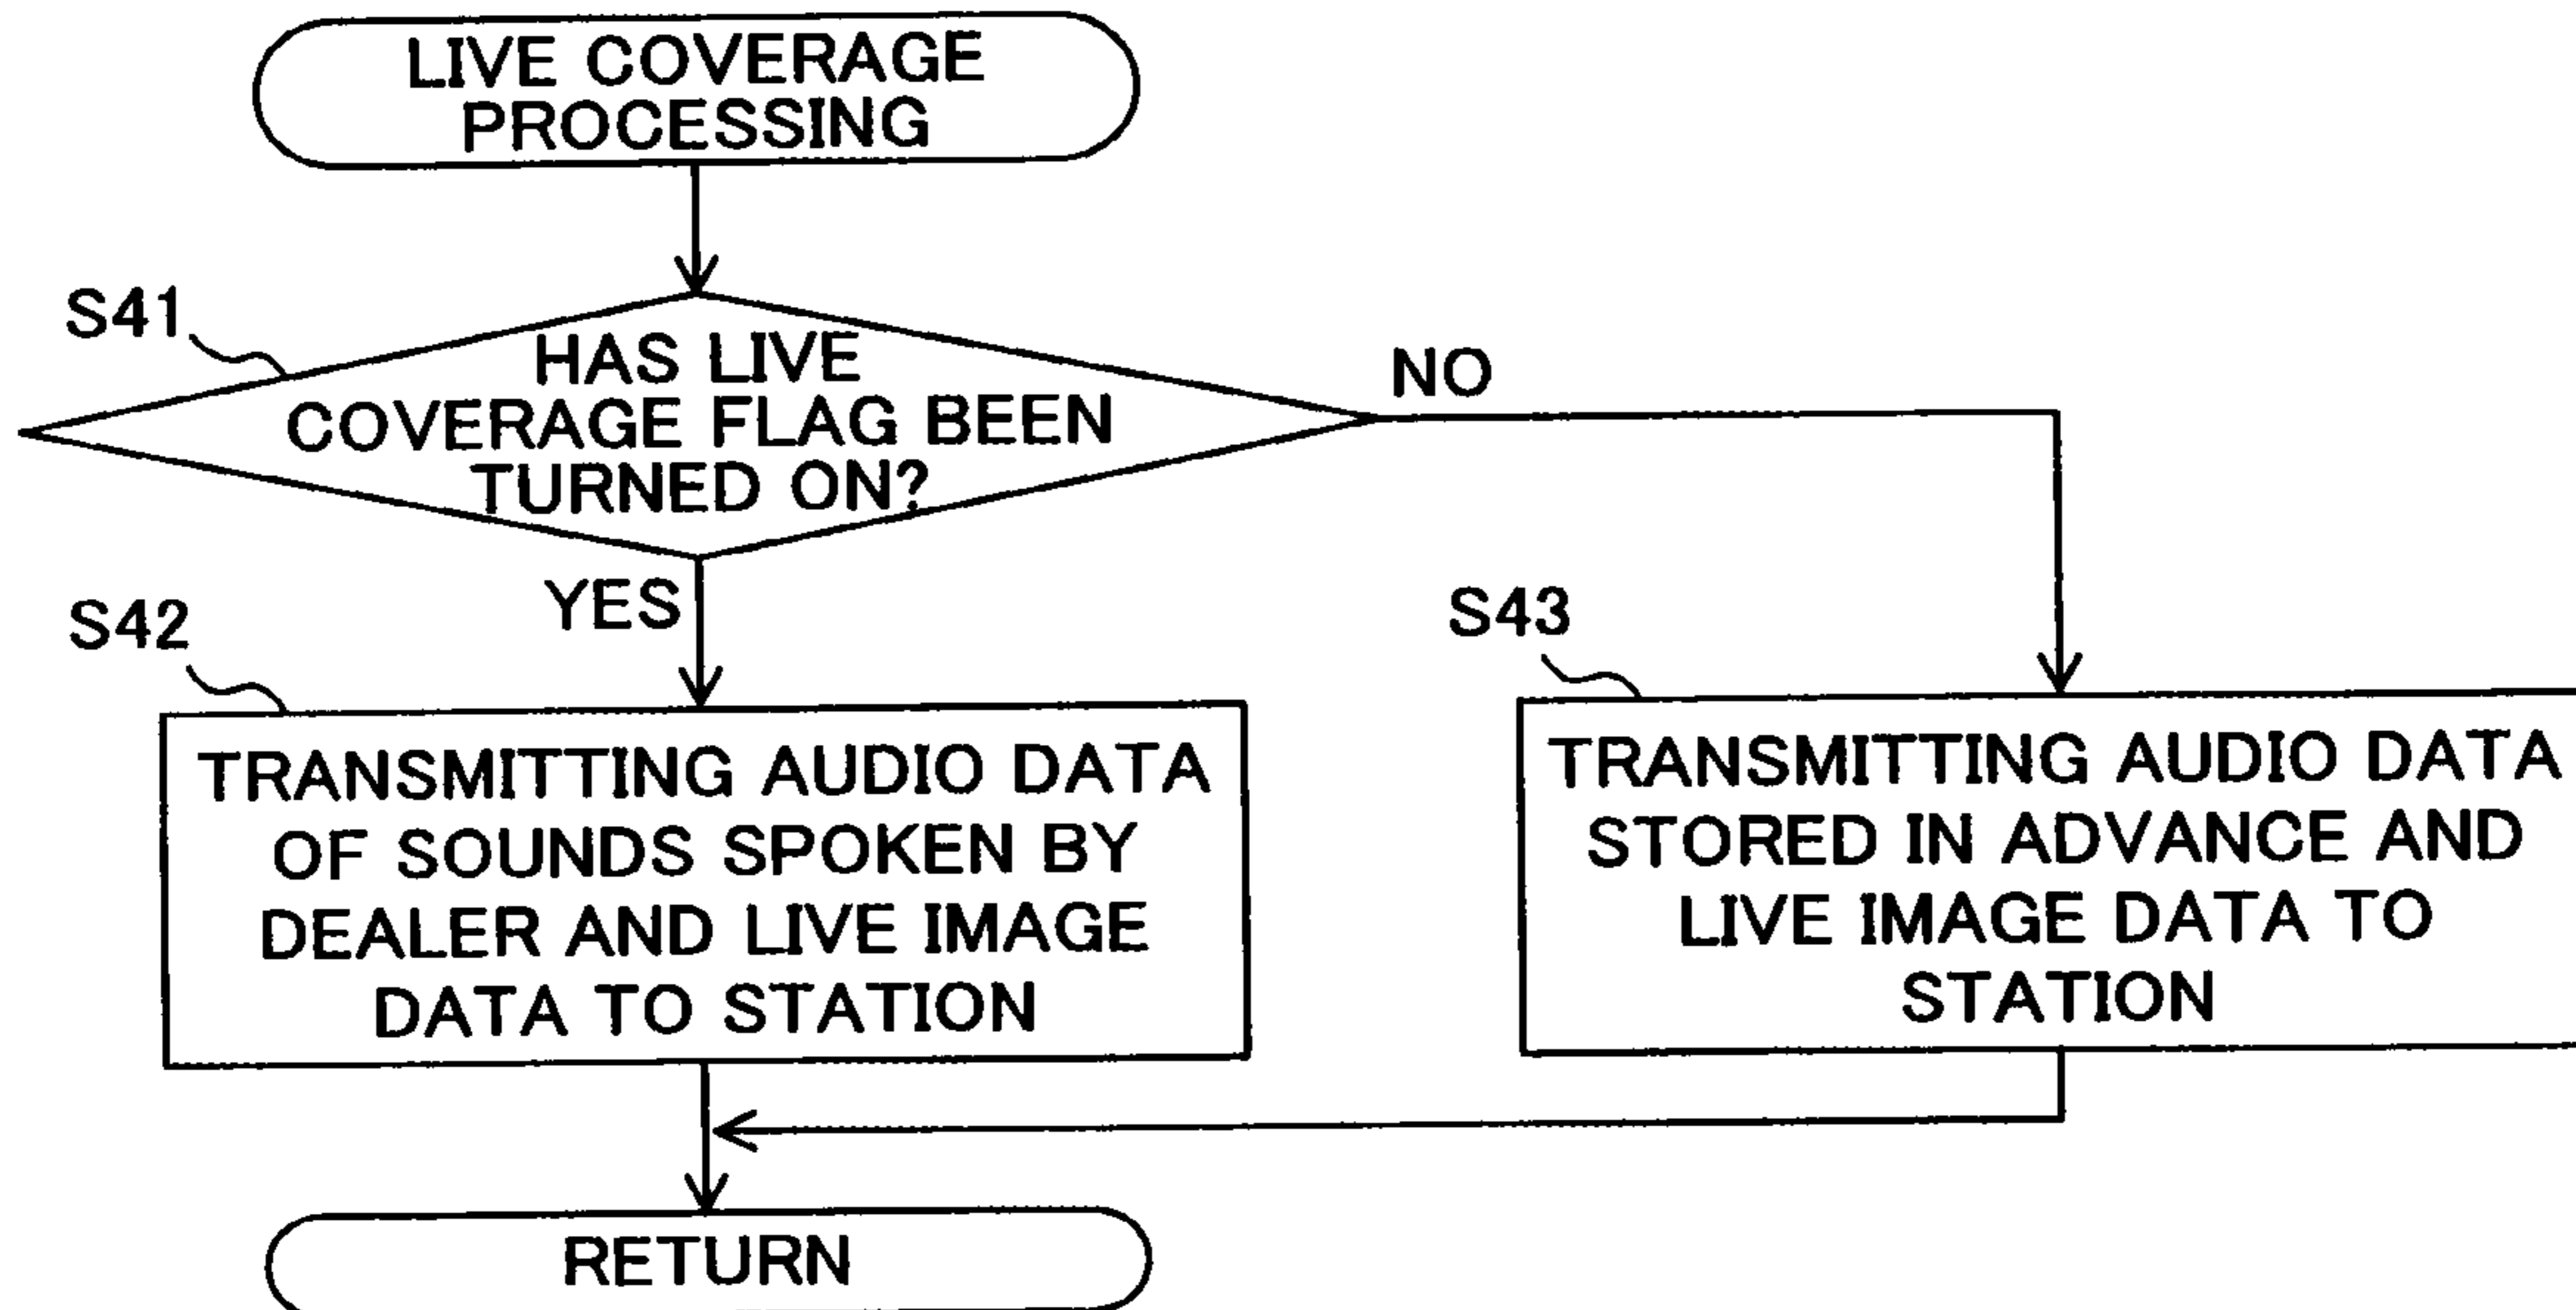 LIVE COVERAGE
PROCESSING
S41
HAS LIVE
COVERAGE FLAG BEEN
TURNED ON?
NO
YES
S42
TRANSMITTING AUDIO DATA
OF SOUNDS SPOKEN BY
DEALER AND LIVE IMAGE
DATA TO STATION
S43
TRANSMITTING AUDIO DATA
STORED IN ADVANCE AND
LIVE IMAGE DATA TO
STATION
RETURN